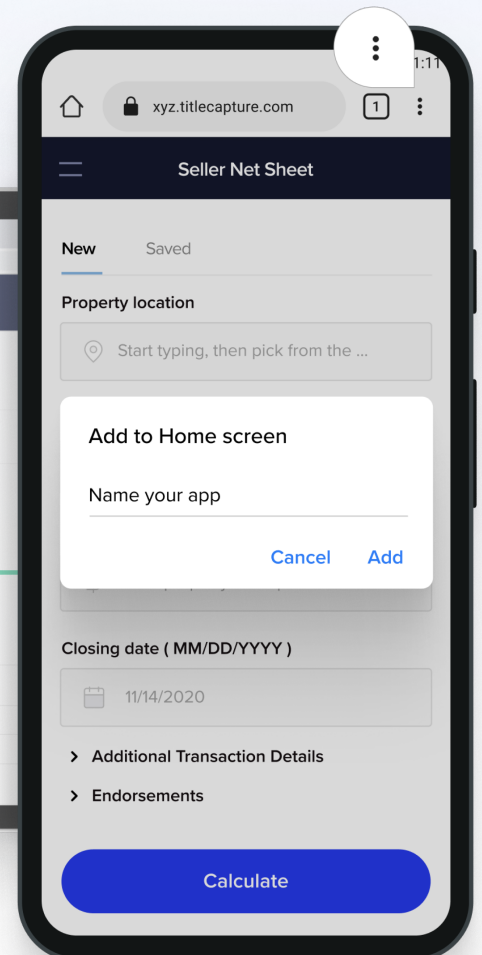 1:11
xyz.titlecapture.com
1
Seller Net Sheet
New Saved
Property location
Start typing, then pick from the ...
Add to Home screen
Name your app
Cancel Add
Closing date ( MM/DD/YYYY )
11/14/2020
Additional Transaction Details
Endorsements
Calculate